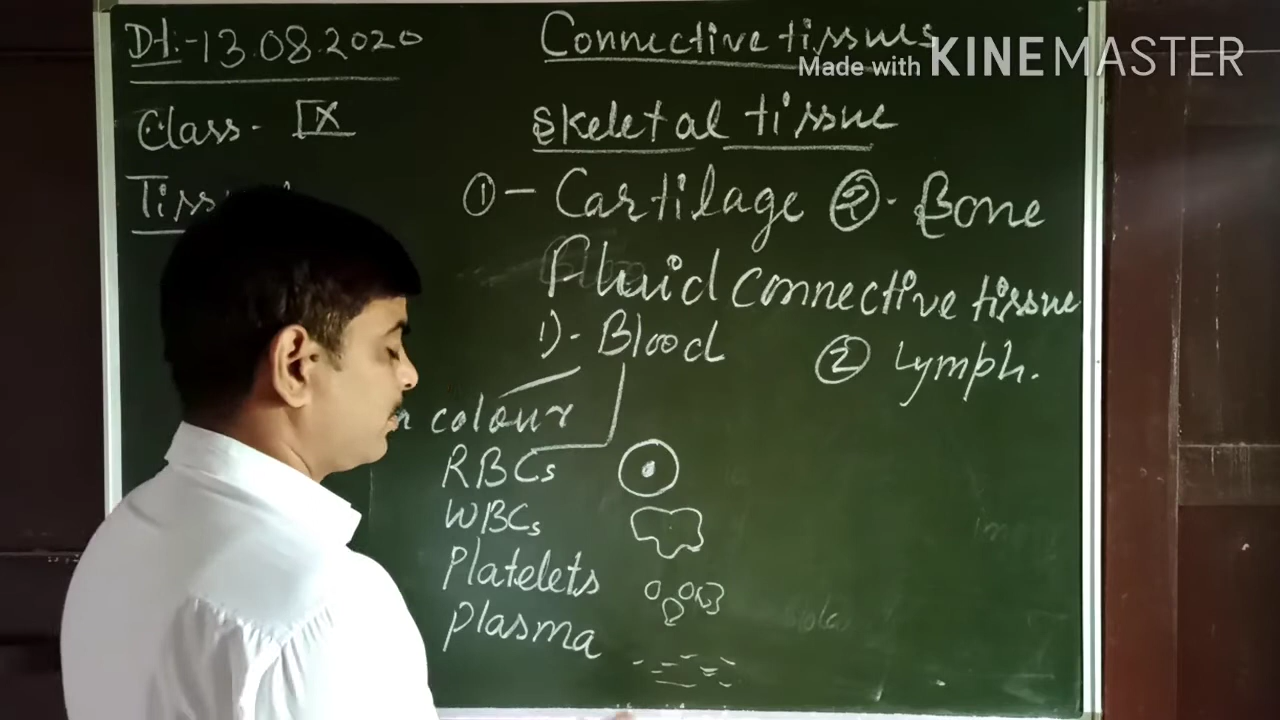 Dt:-13.08.2020
Class- IX
Connective tissues
Made with KINEMASTER
Skeletal tissue
① - Cartilage ②. Bone
Fluid connective tissue
1)- Blood ② Lymph.
colour
RBCs
WBCs
Platelets
Plasma